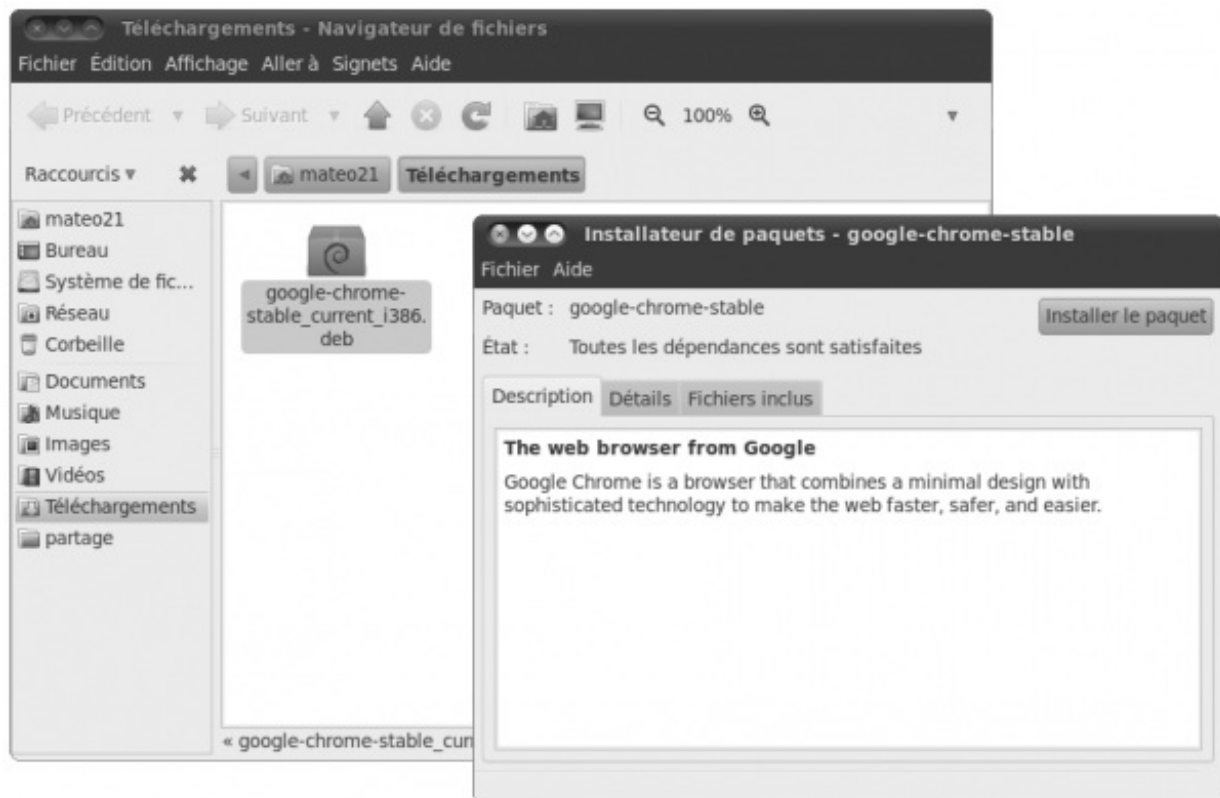 Téléchargements - Navigateur de fichiers
Fichier Édition Affichage Aller à Signets Aide
Précédent Suivant 100%
Raccourcis
mateo21 Téléchargements
mateo21
Bureau
Système de fic...
Réseau
Corbeille
Documents
Musique
Images
Vidéos
Téléchargements
partage
google-chrome-
stable_current_i386.
deb
« google-chrome-stable_curr
Installateur de paquets - google-chrome-stable
Fichier Aide
Paquet : google-chrome-stable
Installer le paquet
État : Toutes les dépendances sont satisfaites
Description Détails Fichiers inclus
The web browser from Google
Google Chrome is a browser that combines a minimal design with
sophisticated technology to make the web faster, safer, and easier.